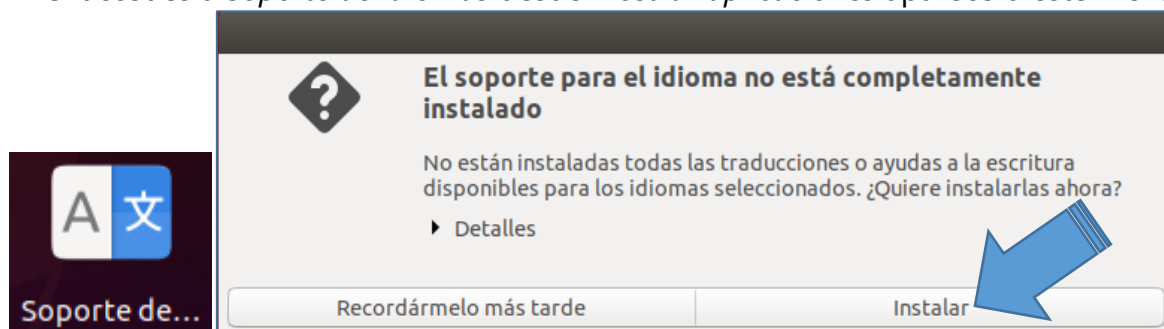 El soporte para el idioma no está completamente
instalado
No están instaladas todas las traducciones o ayudas a la escritura
disponibles para los idiomas seleccionados. ¿Quiere instalarlas ahora?
Detalles
Recordármelo más tarde
Instalar
A 文
Soporte de...